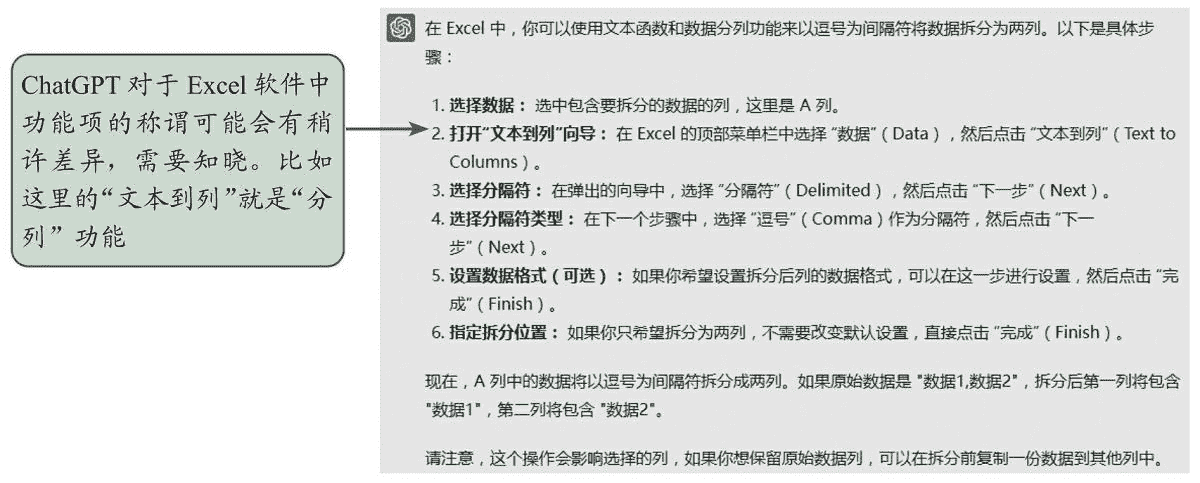 ChatGPT 对于 Excel 软件中
功能项的称谓可能会有稍
许差异，需要知晓。比如
这里的“文本到列”就是“分
列”功能
在 Excel 中，你可以使用文本函数和数据分列功能来以逗号为间隔符将数据拆分为两列。以下是具体步
骤：
1. 选择数据： 选中包含要拆分的数据的列，这里是 A 列。
2. 打开“文本到列”向导： 在 Excel 的顶部菜单栏中选择 “数据”（Data），然后点击 “文本到列”（Text to
Columns）。
3. 选择分隔符： 在弹出的向导中，选择 “分隔符”（Delimited），然后点击 “下一步”（Next）。
4. 选择分隔符类型： 在下一个步骤中，选择 “逗号”（Comma）作为分隔符，然后点击 “下一
步”（Next）。
5. 设置数据格式（可选）： 如果你希望设置拆分后列的数据格式，可以在这一步进行设置，然后点击 “完
成”（Finish）。
6. 指定拆分位置： 如果你只希望拆分为两列，不需要改变默认设置，直接点击 “完成”（Finish）。
现在，A 列中的数据将以逗号为间隔符拆分成两列。如果原始数据是 "数据1,数据2"，拆分后第一列将包含
"数据1"，第二列将包含 "数据2"。
请注意，这个操作会影响选择的列，如果你想保留原始数据列，可以在拆分前复制一份数据到其他列中。